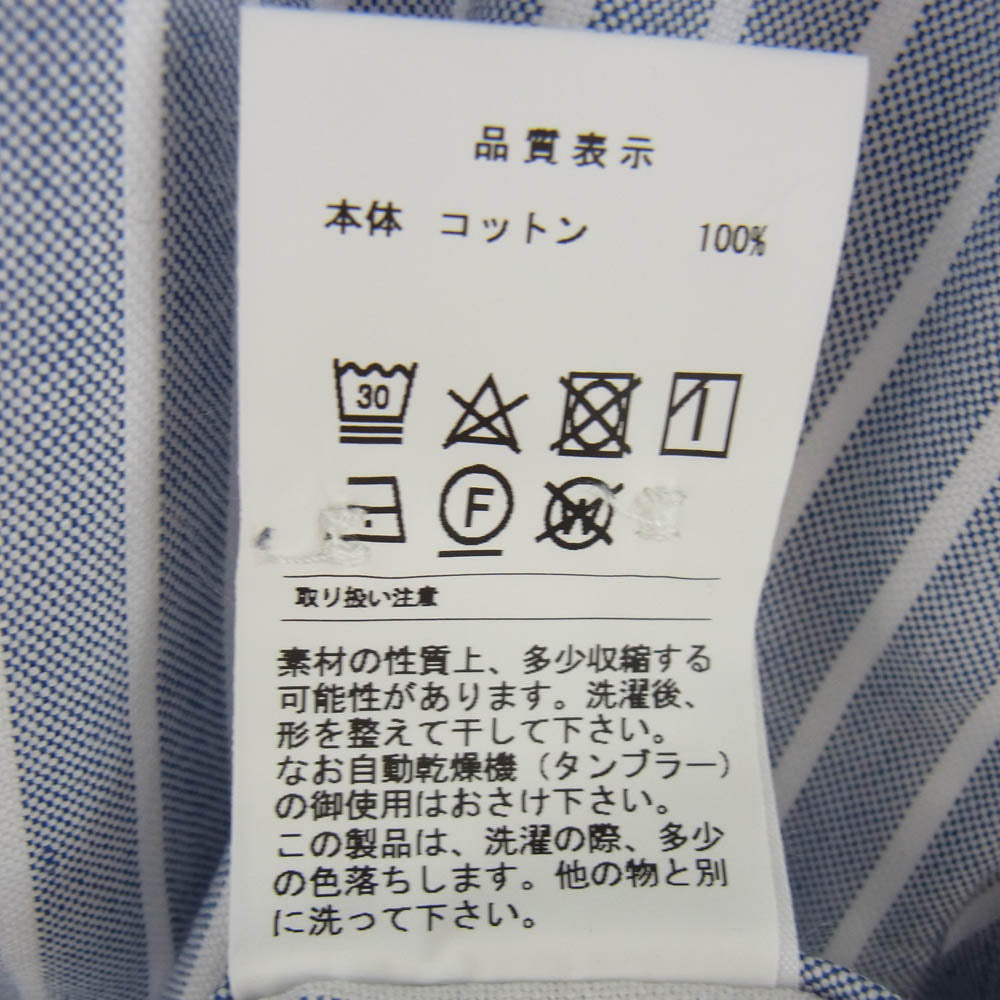 品質表示
本体 コットン 100%
30
F
W
取り扱い注意
素材の性質上、多少収縮する
可能性があります。洗濯後、
形を整えて干して下さい。
なお自動乾燥機（タンブラー）
の御使用はおさけ下さい。
この製品は、洗濯の際、多少
の色落ちします。他の物と別
に洗って下さい。